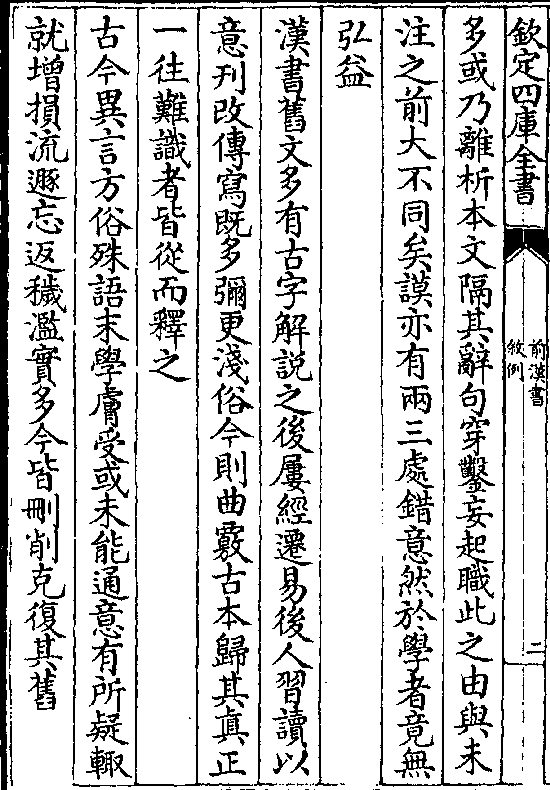 欽定四庫全書
前漢書
敘例
二
多或乃離析本文隔其辭句穿鑿妄起職此之由與未
注之前大不同矣謨亦有兩三處錯意然於學者竟無
弘益
漢書舊文多有古字解說之後屢經遷易後人習讀以
意刊改傳寫既多彌更淺俗今則曲覈古本歸其真正
一往難識者皆從而釋之
古今異言方俗殊語末學膚受或未能通意有所疑輙
就增損流遯忘返穢濫實多今皆刪削克復其舊